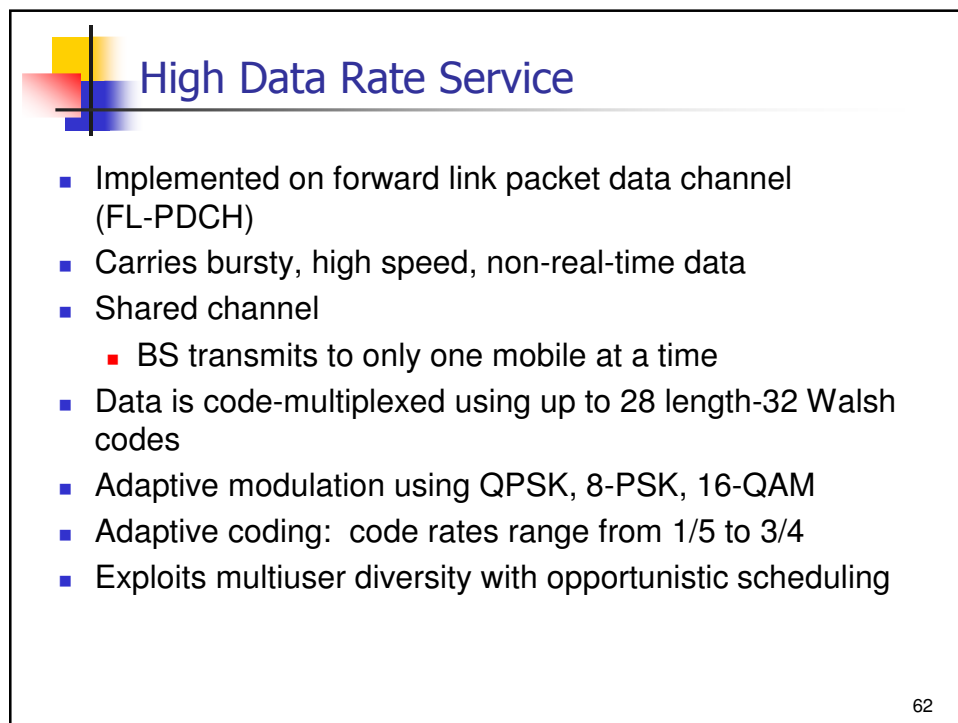 High Data Rate Service
Implemented on forward link packet data channel
(FL-PDCH)
Carries bursty, high speed, non-real-time data
Shared channel
BS transmits to only one mobile at a time
Data is code-multiplexed using up to 28 length-32 Walsh
codes
Adaptive modulation using QPSK, 8-PSK, 16-QAM
Adaptive coding:  code rates range from 1/5 to 3/4
Exploits multiuser diversity with opportunistic scheduling
62